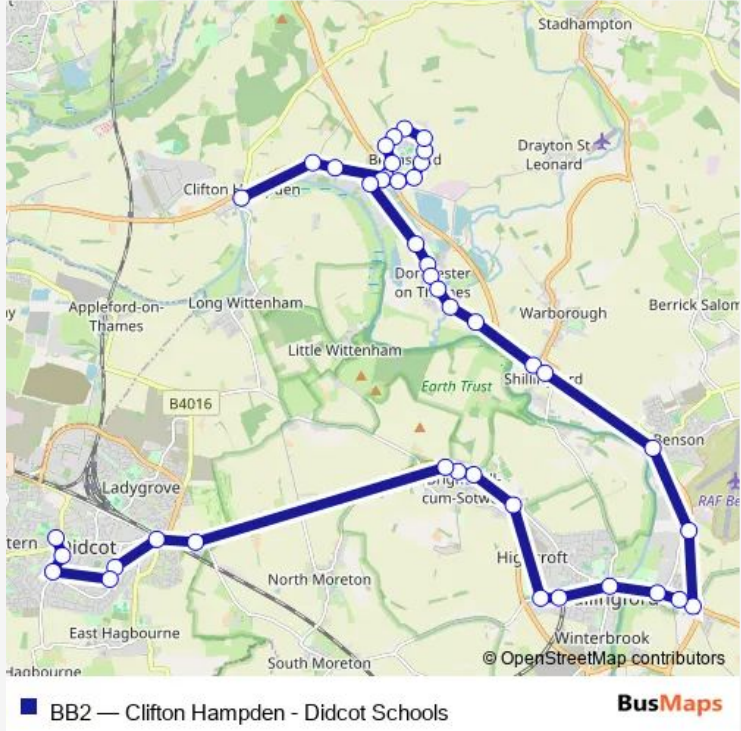 Stadhampton
Drayton St
Leonard
Clifton
Long Wittenham
Appleford-on-
Thames
on
Warborough
Berrick Salom
Little Wittenham
Earth Trust
B4016
Benson
RAF Be
Ladygrove
cum-Sotw
Didcot
North Moreton
East Hagbourne
Winterbrook
South Moreton
© OpenStreetMap contributors
BB2 — Clifton Hampden - Didcot Schools
BusMaps